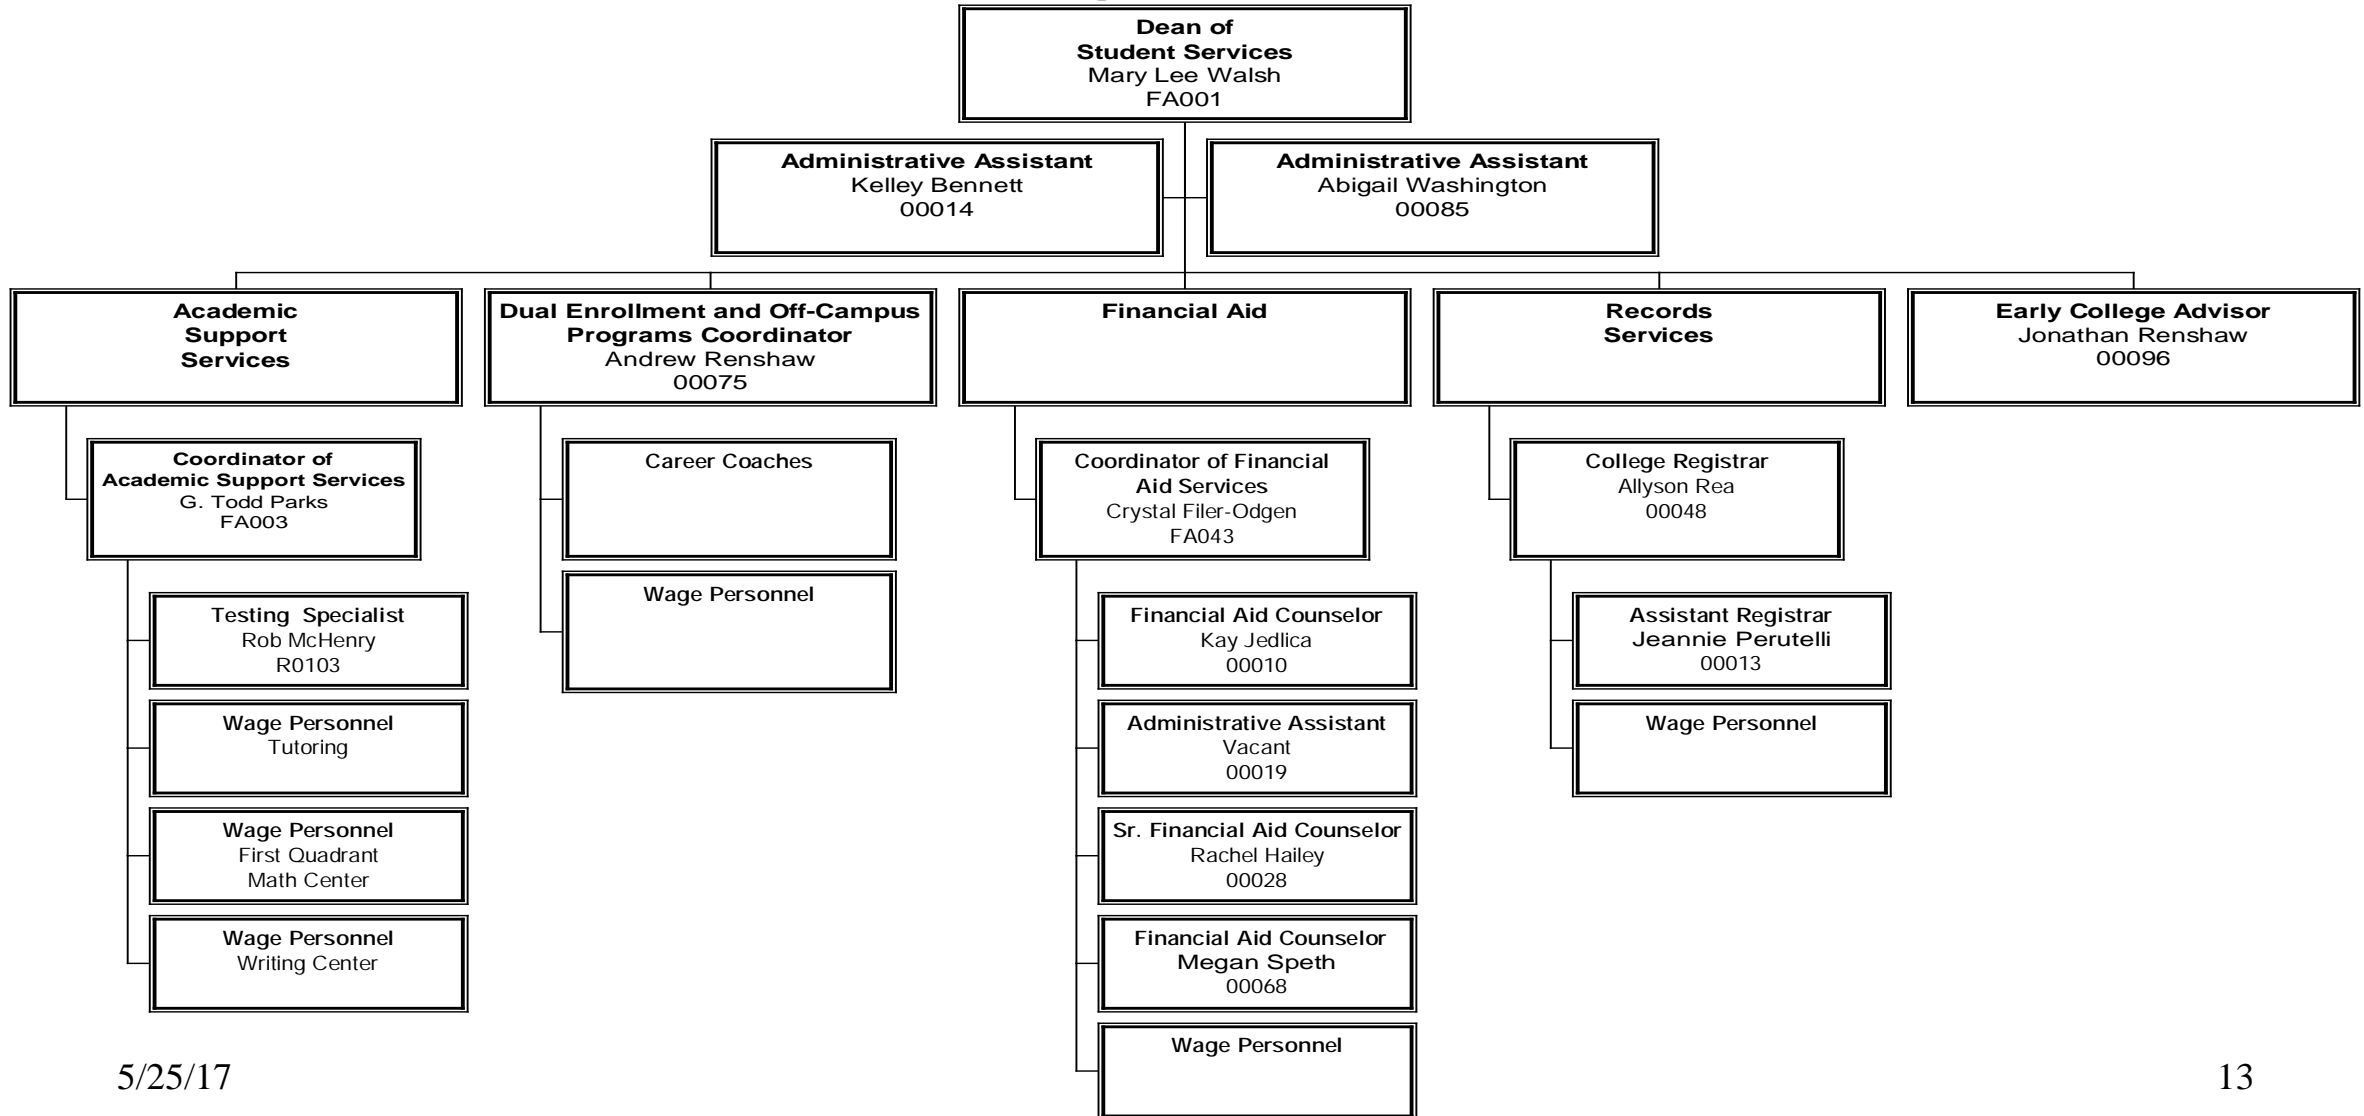 Dean of
Student Services
Mary Lee Walsh
FA001
Administrative Assistant
Kelley Bennett
00014
Administrative Assistant
Abigail Washington
00085
Academic
Support
Services
Dual Enrollment and Off-Campus
Programs Coordinator
Andrew Renshaw
00075
Financial Aid
Records
Services
Early College Advisor
Jonathan Renshaw
00096
Coordinator of
Academic Support Services
G. Todd Parks
FA003
Testing Specialist
Rob McHenry
R0103
Wage Personnel
Tutoring
Wage Personnel
First Quadrant
Math Center
Wage Personnel
Writing Center
Career Coaches
Wage Personnel
Coordinator of Financial
Aid Services
Crystal Filer-Odgen
FA043
Financial Aid Counselor
Kay Jedlica
00010
Administrative Assistant
Vacant
00019
Sr. Financial Aid Counselor
Rachel Hailey
00028
Financial Aid Counselor
Megan Speth
00068
Wage Personnel
College Registrar
Allyson Rea
00048
Assistant Registrar
Jeannie Perutelli
00013
Wage Personnel
5/25/17
13